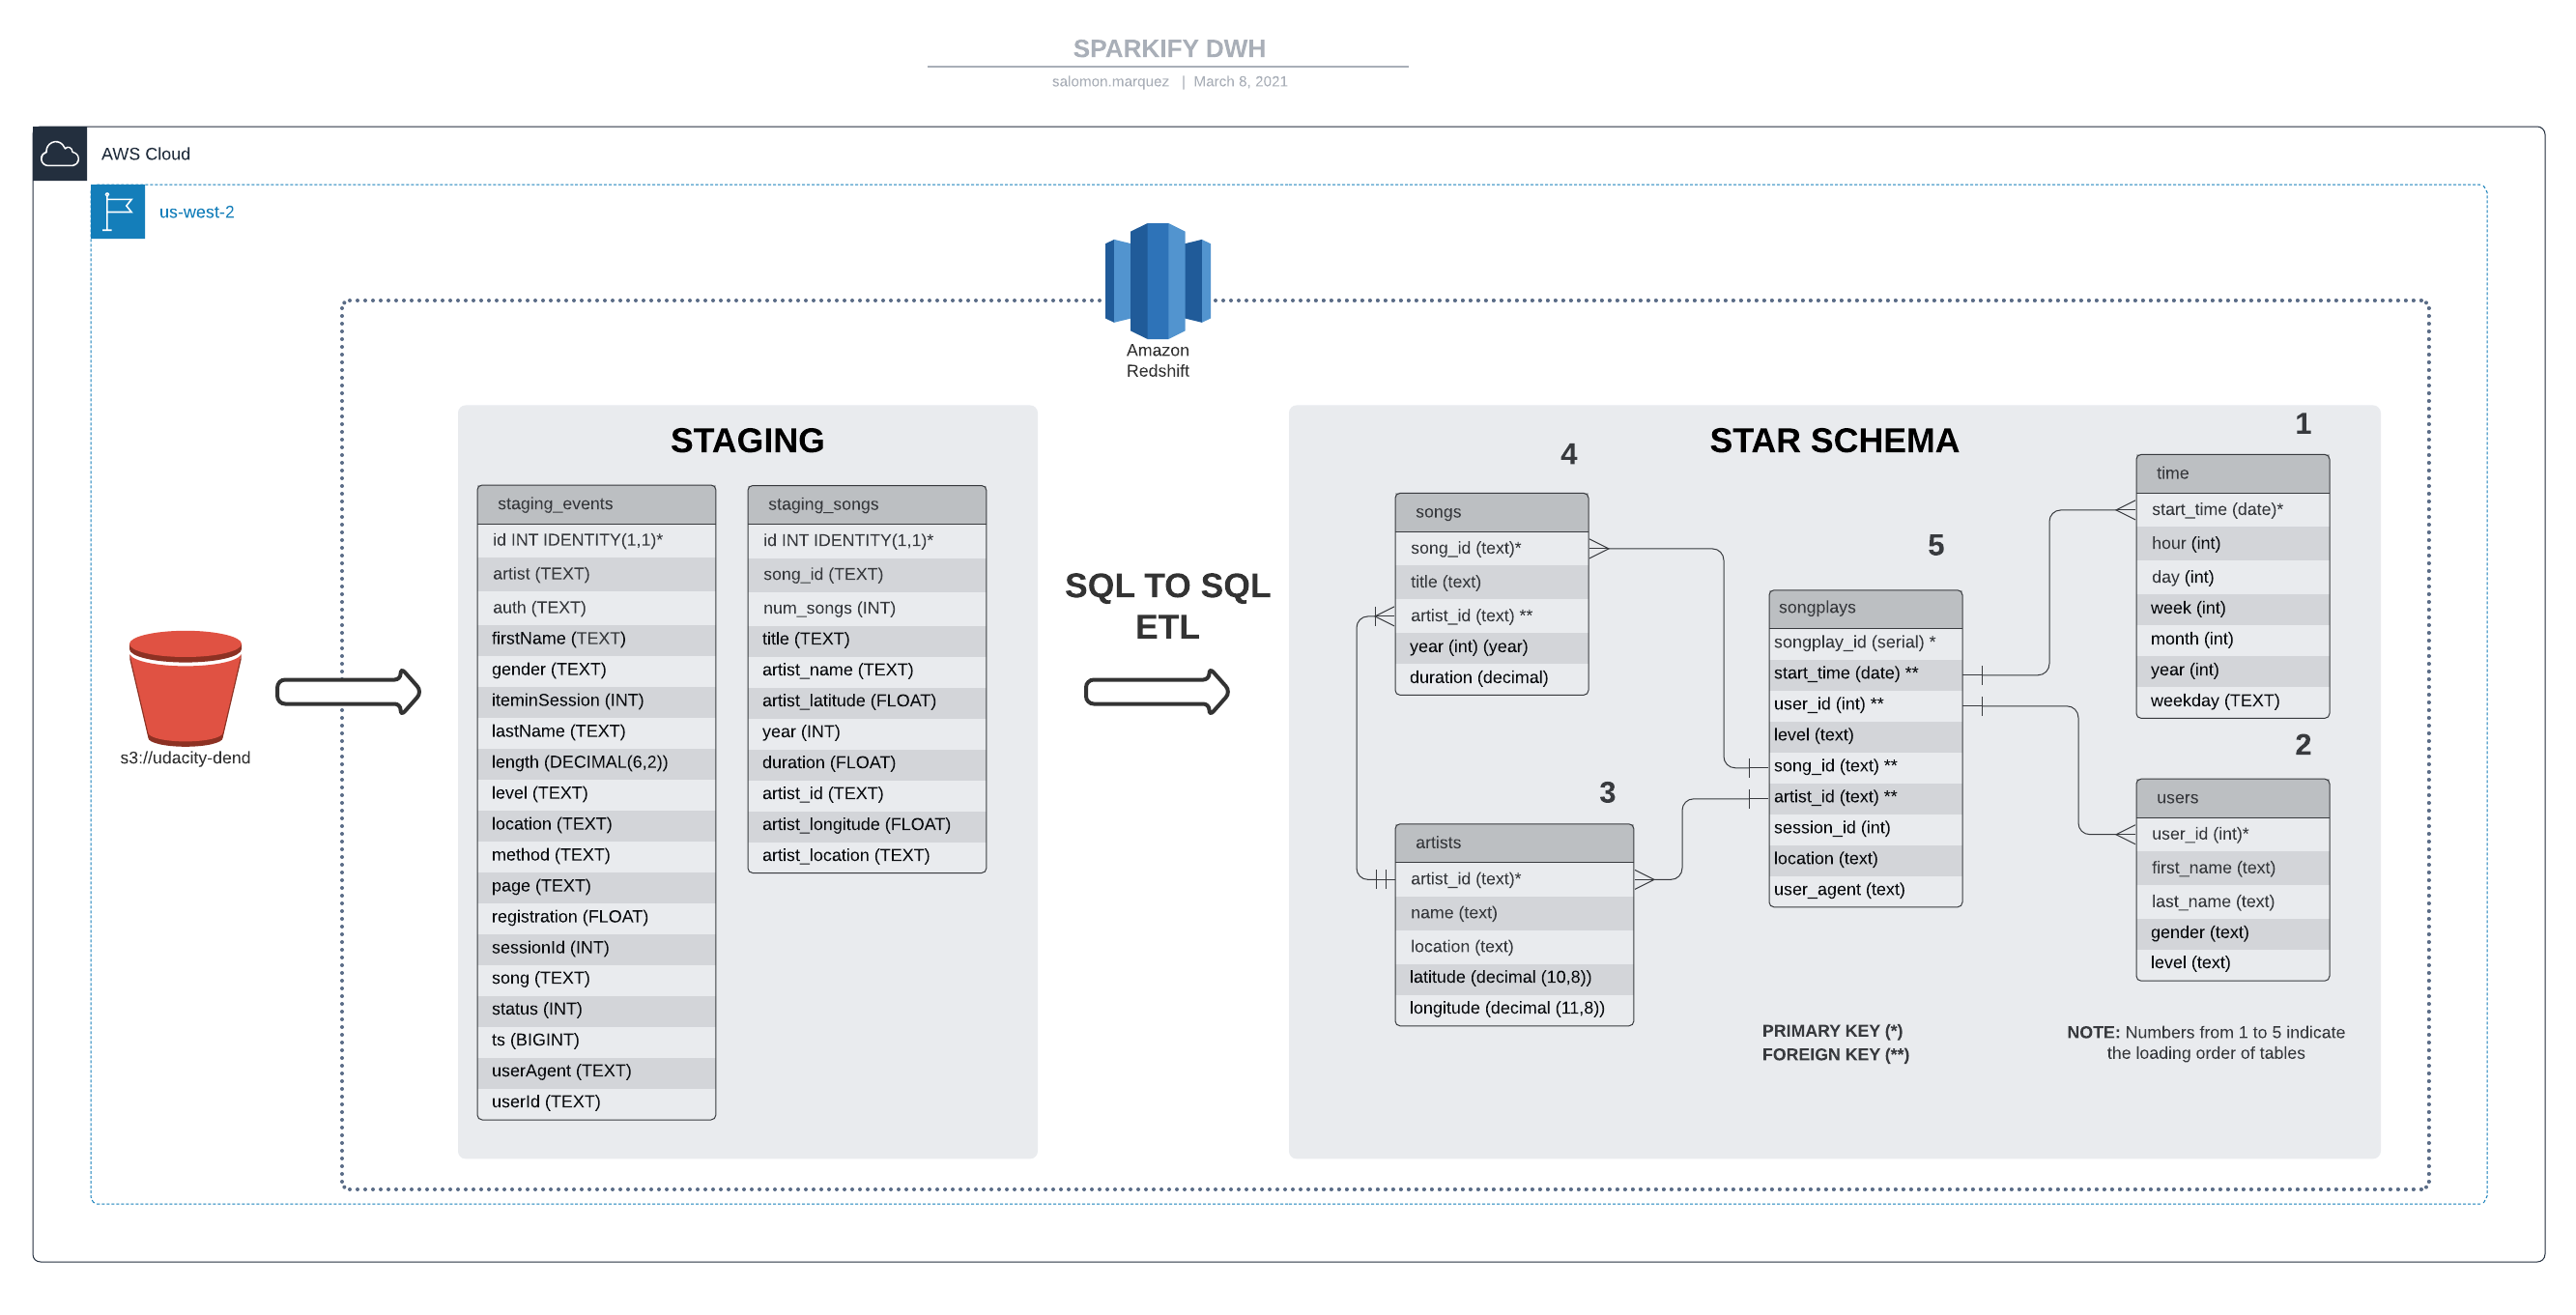 SPARKIFY DWH
salomon.marquez | March 8, 2021
AWS Cloud
us-west-2
Amazon
Redshift
s3://udacity-dend
STAGING
staging_events
id INT IDENTITY(1,1)*
artist (TEXT)
auth (TEXT)
firstName (TEXT)
gender (TEXT)
iteminSession (INT)
lastName (TEXT)
length (DECIMAL(6,2))
level (TEXT)
location (TEXT)
method (TEXT)
page (TEXT)
registration (FLOAT)
sessionId (INT)
song (TEXT)
status (INT)
ts (BIGINT)
userAgent (TEXT)
userId (TEXT)
staging_songs
id INT IDENTITY(1,1)*
song_id (TEXT)
num_songs (INT)
title (TEXT)
artist_name (TEXT)
artist_latitude (FLOAT)
year (INT)
duration (FLOAT)
artist_id (TEXT)
artist_longitude (FLOAT)
artist_location (TEXT)
SQL TO SQL
ETL
STAR SCHEMA
4
songs
song_id (text)*
title (text)
artist_id (text) **
year (int) (year)
duration (decimal)
3
artists
artist_id (text)*
name (text)
location (text)
latitude (decimal (10,8))
longitude (decimal (11,8))
5
songplays
songplay_id (serial) *
start_time (date) **
user_id (int) **
level (text)
song_id (text) **
artist_id (text) **
session_id (int)
location (text)
user_agent (text)
1
time
start_time (date)*
hour (int)
day (int)
week (int)
month (int)
year (int)
weekday (TEXT)
2
users
user_id (int)*
first_name (text)
last_name (text)
gender (text)
level (text)
PRIMARY KEY (*)
FOREIGN KEY (**)
NOTE: Numbers from 1 to 5 indicate
the loading order of tables